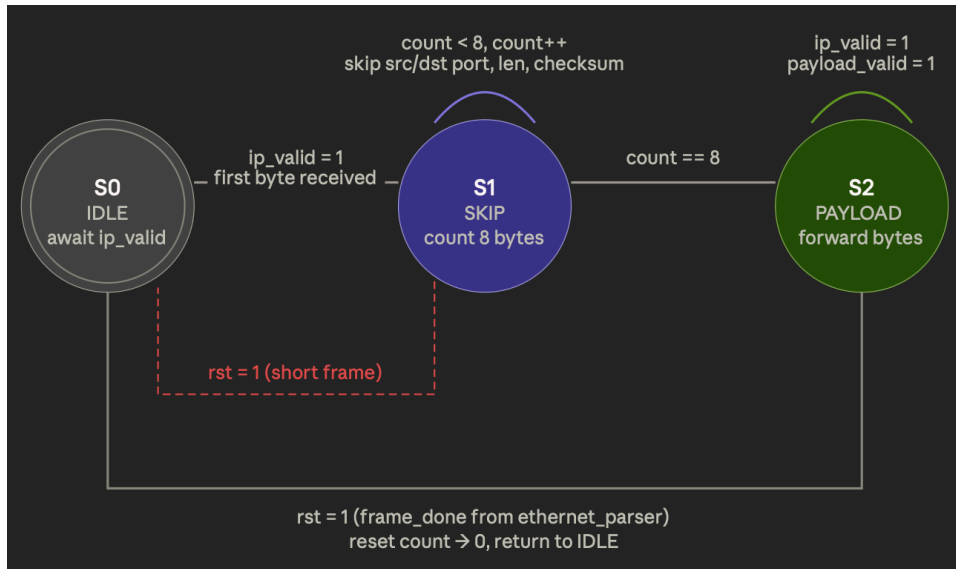 count < 8, count++
skip src/dst port, len, checksum
ip_valid = 1
payload_valid = 1
ip_valid = 1
first byte received
count == 8
S0
IDLE
await ip_valid
S1
SKIP
count 8 bytes
S2
PAYLOAD
forward bytes
rst = 1 (short frame)
rst = 1 (frame_done from ethernet_parser)
reset count → 0, return to IDLE